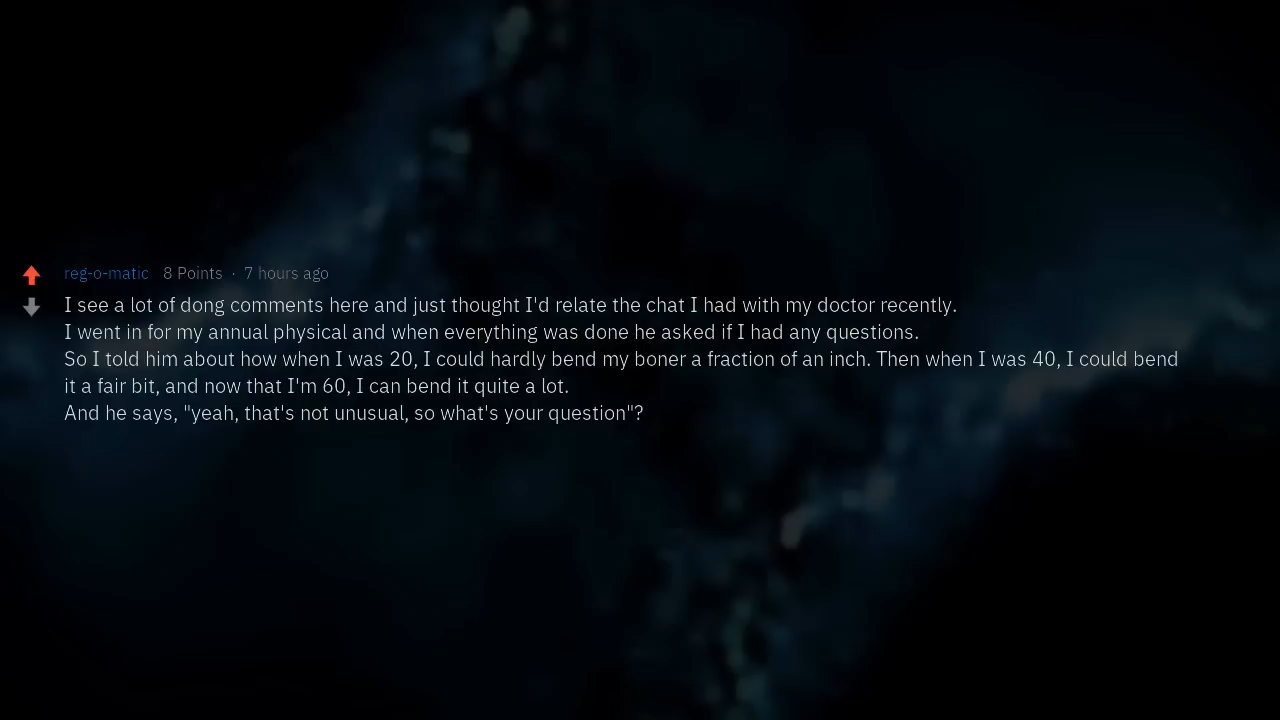 reg-o-matic 8 Points · 7 hours ago
I see a lot of dong comments here and just thought I'd relate the chat I had with my doctor recently.
I went in for my annual physical and when everything was done he asked if I had any questions.
So I told him about how when I was 20, I could hardly bend my boner a fraction of an inch. Then when I was 40, I could bend
it a fair bit, and now that I'm 60, I can bend it quite a lot.
And he says, "yeah, that's not unusual, so what's your question"?